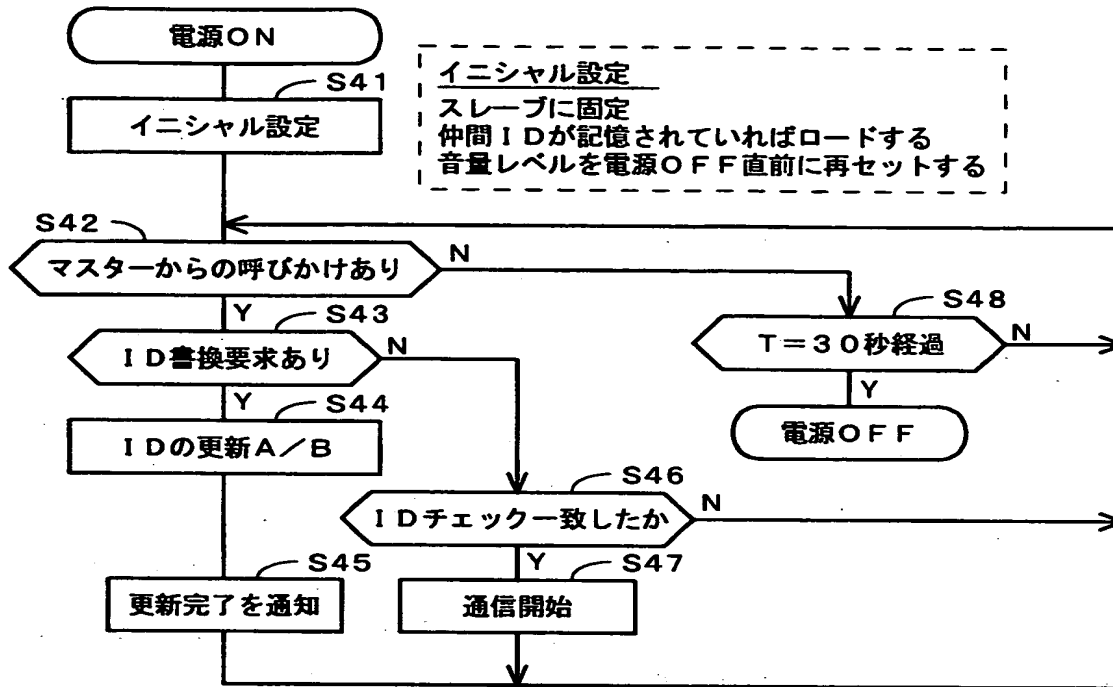 電源ON
S41
イニシャル設定
イニシャル設定
スレーブに固定
仲間IDが記憶されていればロードする
音量レベルを電源OFF直前に再セットする
S42
マスターからの呼びかけあり
N
Y
S43
ID書換要求あり
N
S48
T=30秒経過
N
Y
電源OFF
Y
S44
IDの更新A/B
S46
IDチェック一致したか
N
Y
S45
更新完了を通知
S47
通信開始